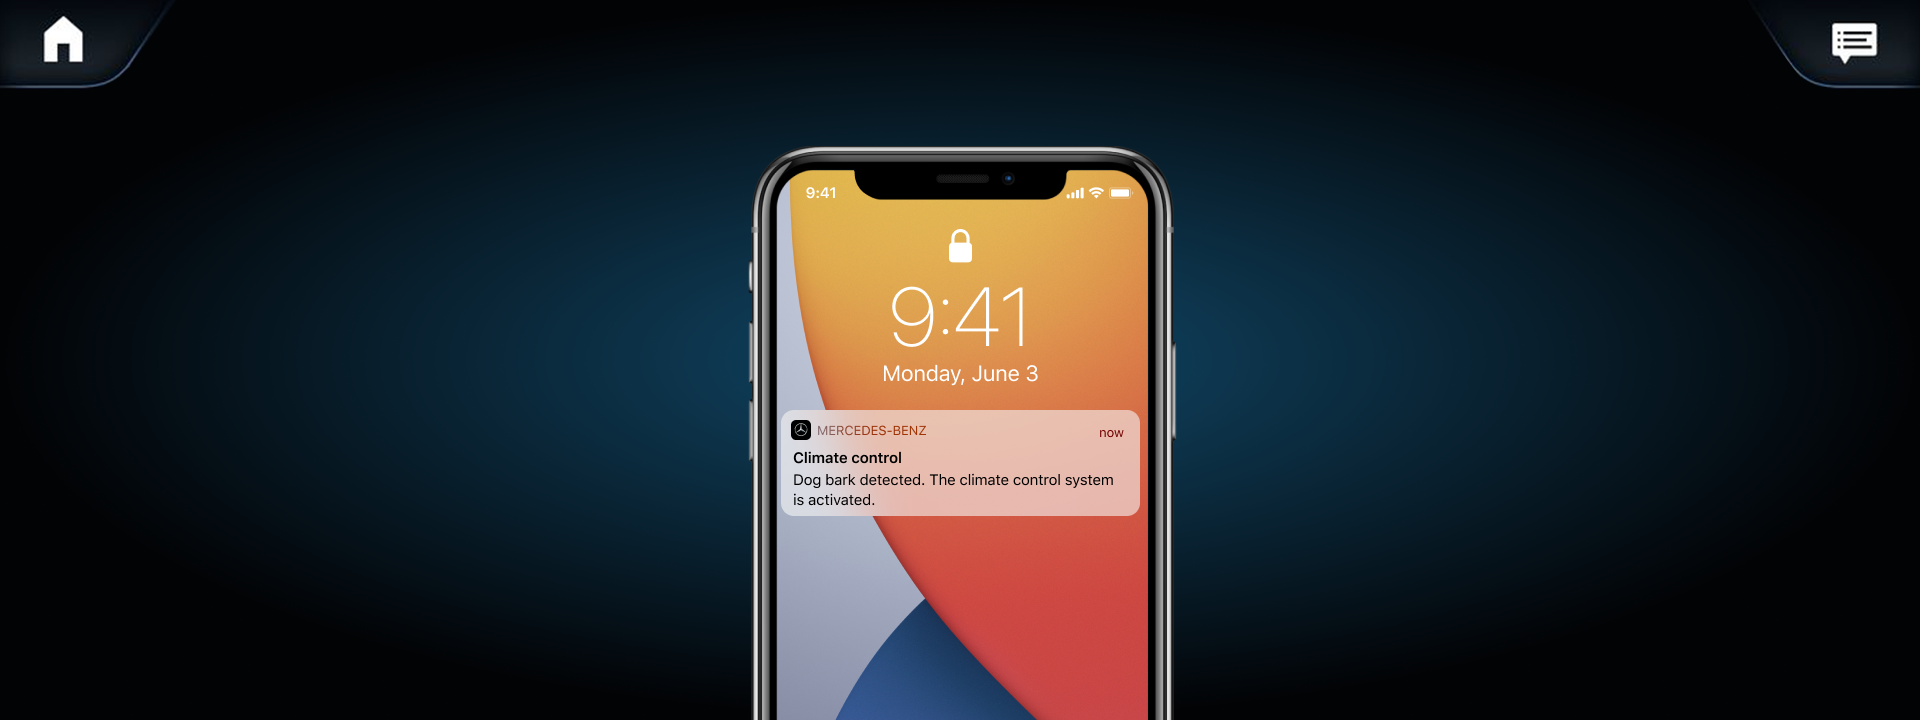 9:41
9:41
Monday, June 3
MERCEDES-BENZ
now
Climate control
Dog bark detected. The climate control system
is activated.